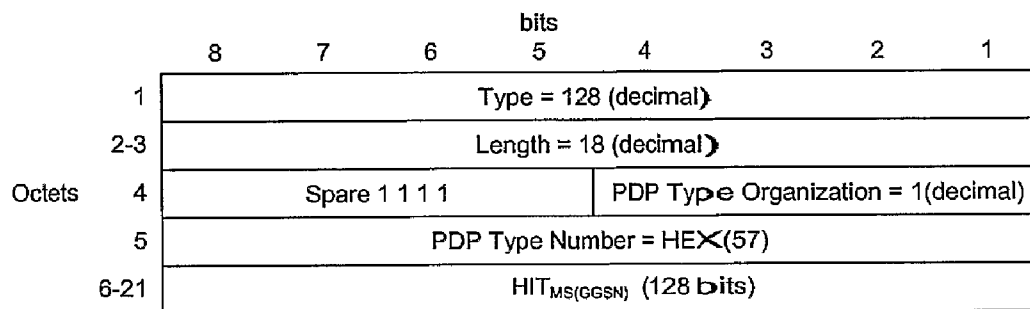 bits
8 7 6 5 4 3 2 1
1 Type = 128 (decimal)
2-3 Length = 18 (decimal)
Octets 4 Spare 1 1 1 1 PDP Type Organization = 1(decimal)
5 PDP Type Number = HEX(57)
6-21 HITMS(GGSN) (128 bits)